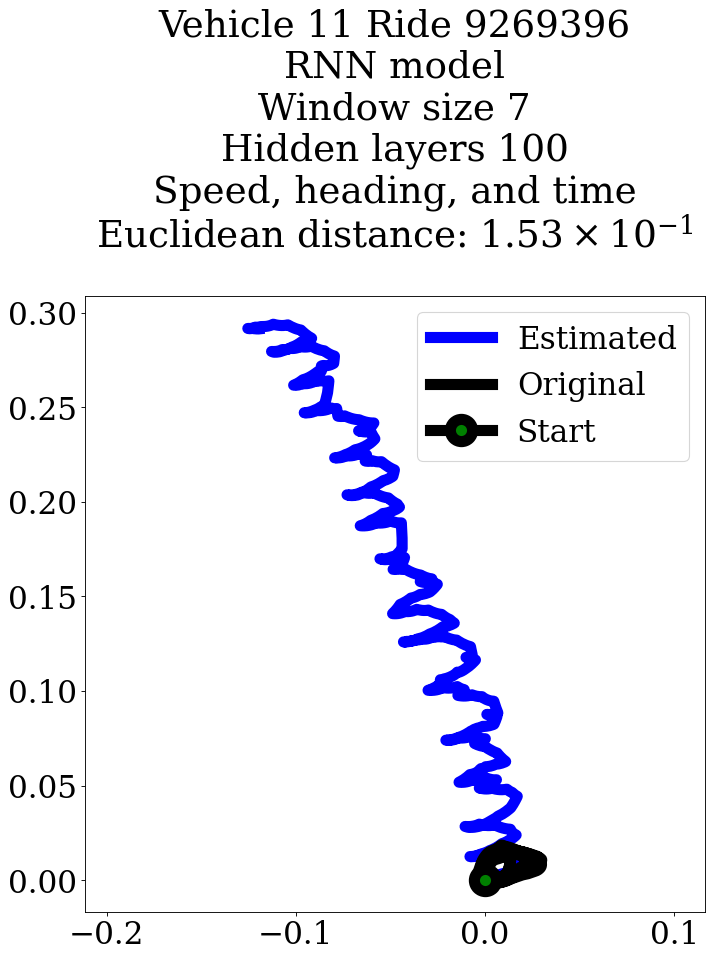 Vehicle 11 Ride 9269396
RNN model
Window size 7
Hidden layers 100
Speed, heading, and time
Euclidean distance: 1.53 × 10⁻¹
0.30
0.25
0.20
0.15
0.10
0.05
0.00
−0.2
−0.1
0.0
0.1
Estimated
Original
Start